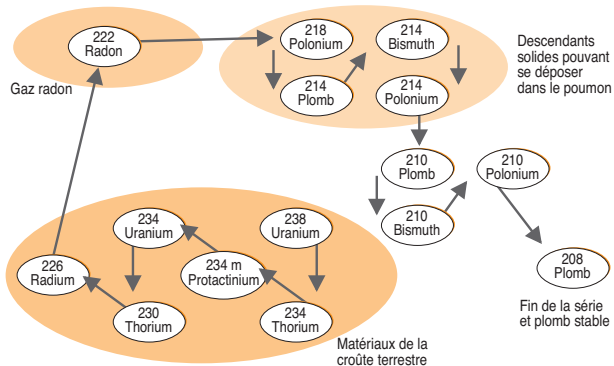 222
Radon
Gaz radon
218
Polonium
214
Bismuth
214
Plomb
214
Polonium
Descendants
solides pouvant
se déposer
dans le poumon
210
Plomb
210
Polonium
210
Bismuth
208
Plomb
Fin de la série
et plomb stable
234
Uranium
238
Uranium
226
Radium
234 m
Protactinium
230
Thorium
234
Thorium
Matériaux de la
croûte terrestre